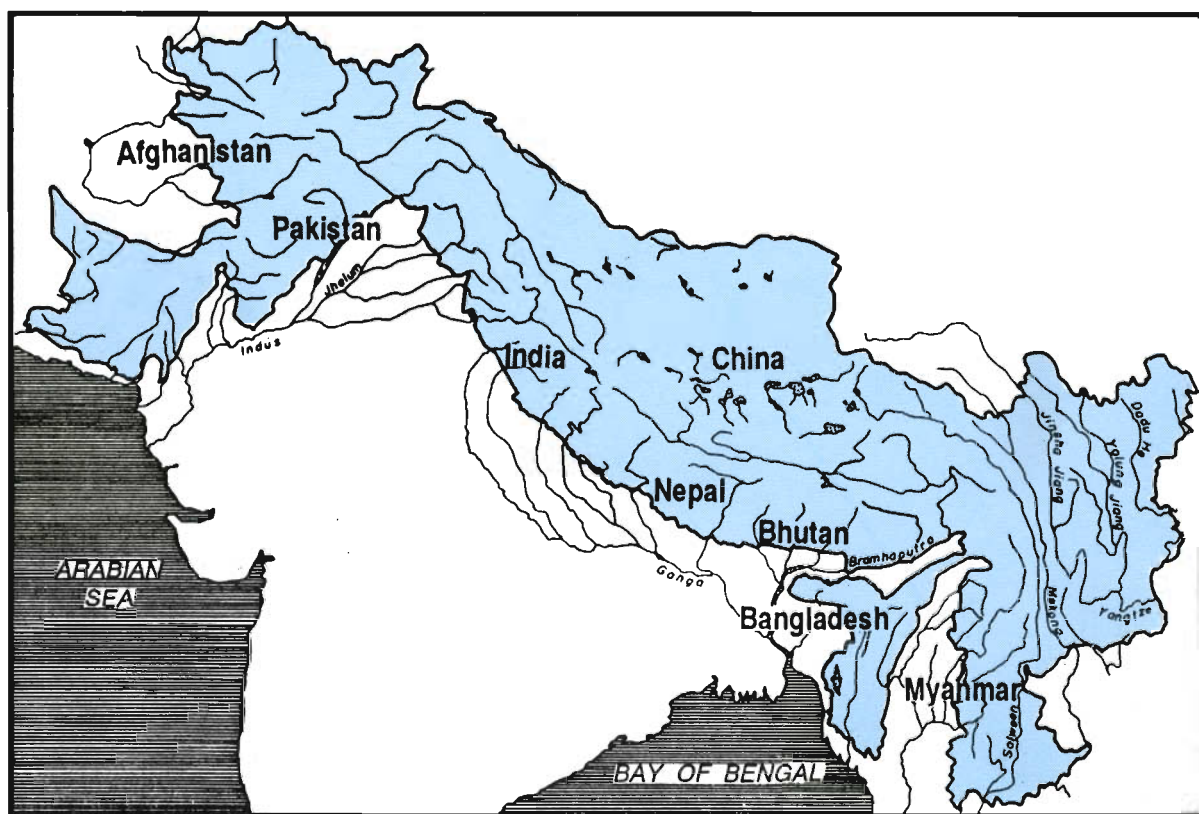 Afghanistan
Pakistan
Jhelum
Indus
India
China
Jinsha Jiang
Yalung Jiang
Dadu He
Nepal
Bhutan
Bramhaputra
Ganga
ARABIAN
SEA
Bangladesh
Mekong
Yangtze
Myanmar
Salween
BAY OF BENGAL